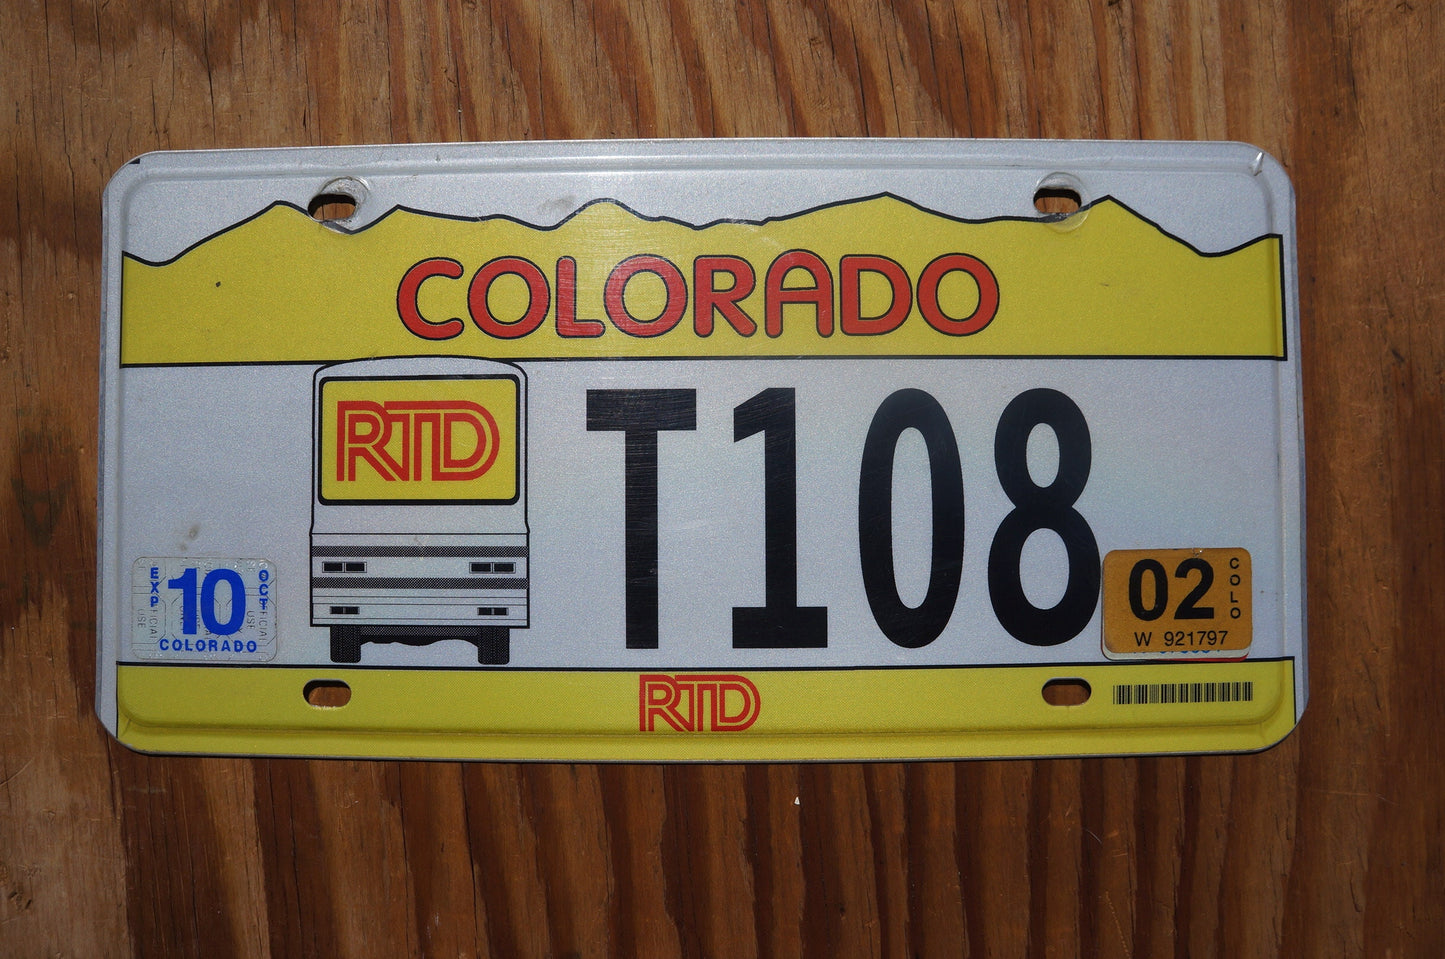 COLORADO
RTD
T108
EXP 10 OCT
COLORADO
02 COLO
W 921797
RTD